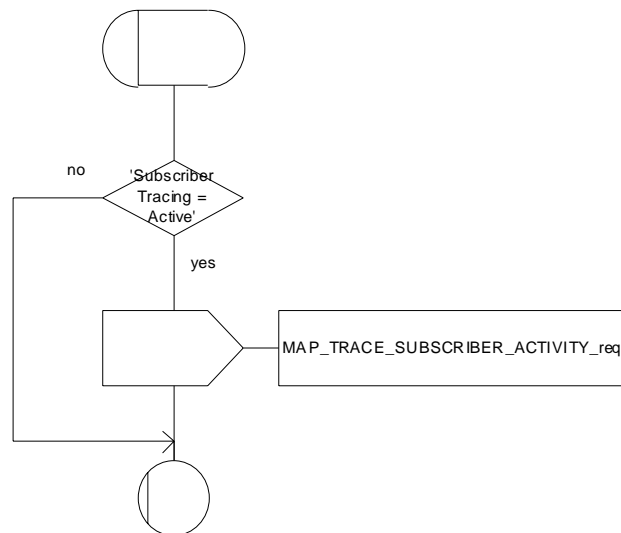 no
'Subscriber
Tracing =
Active'
yes
MAP_TRACE_SUBSCRIBER_ACTIVITY_req